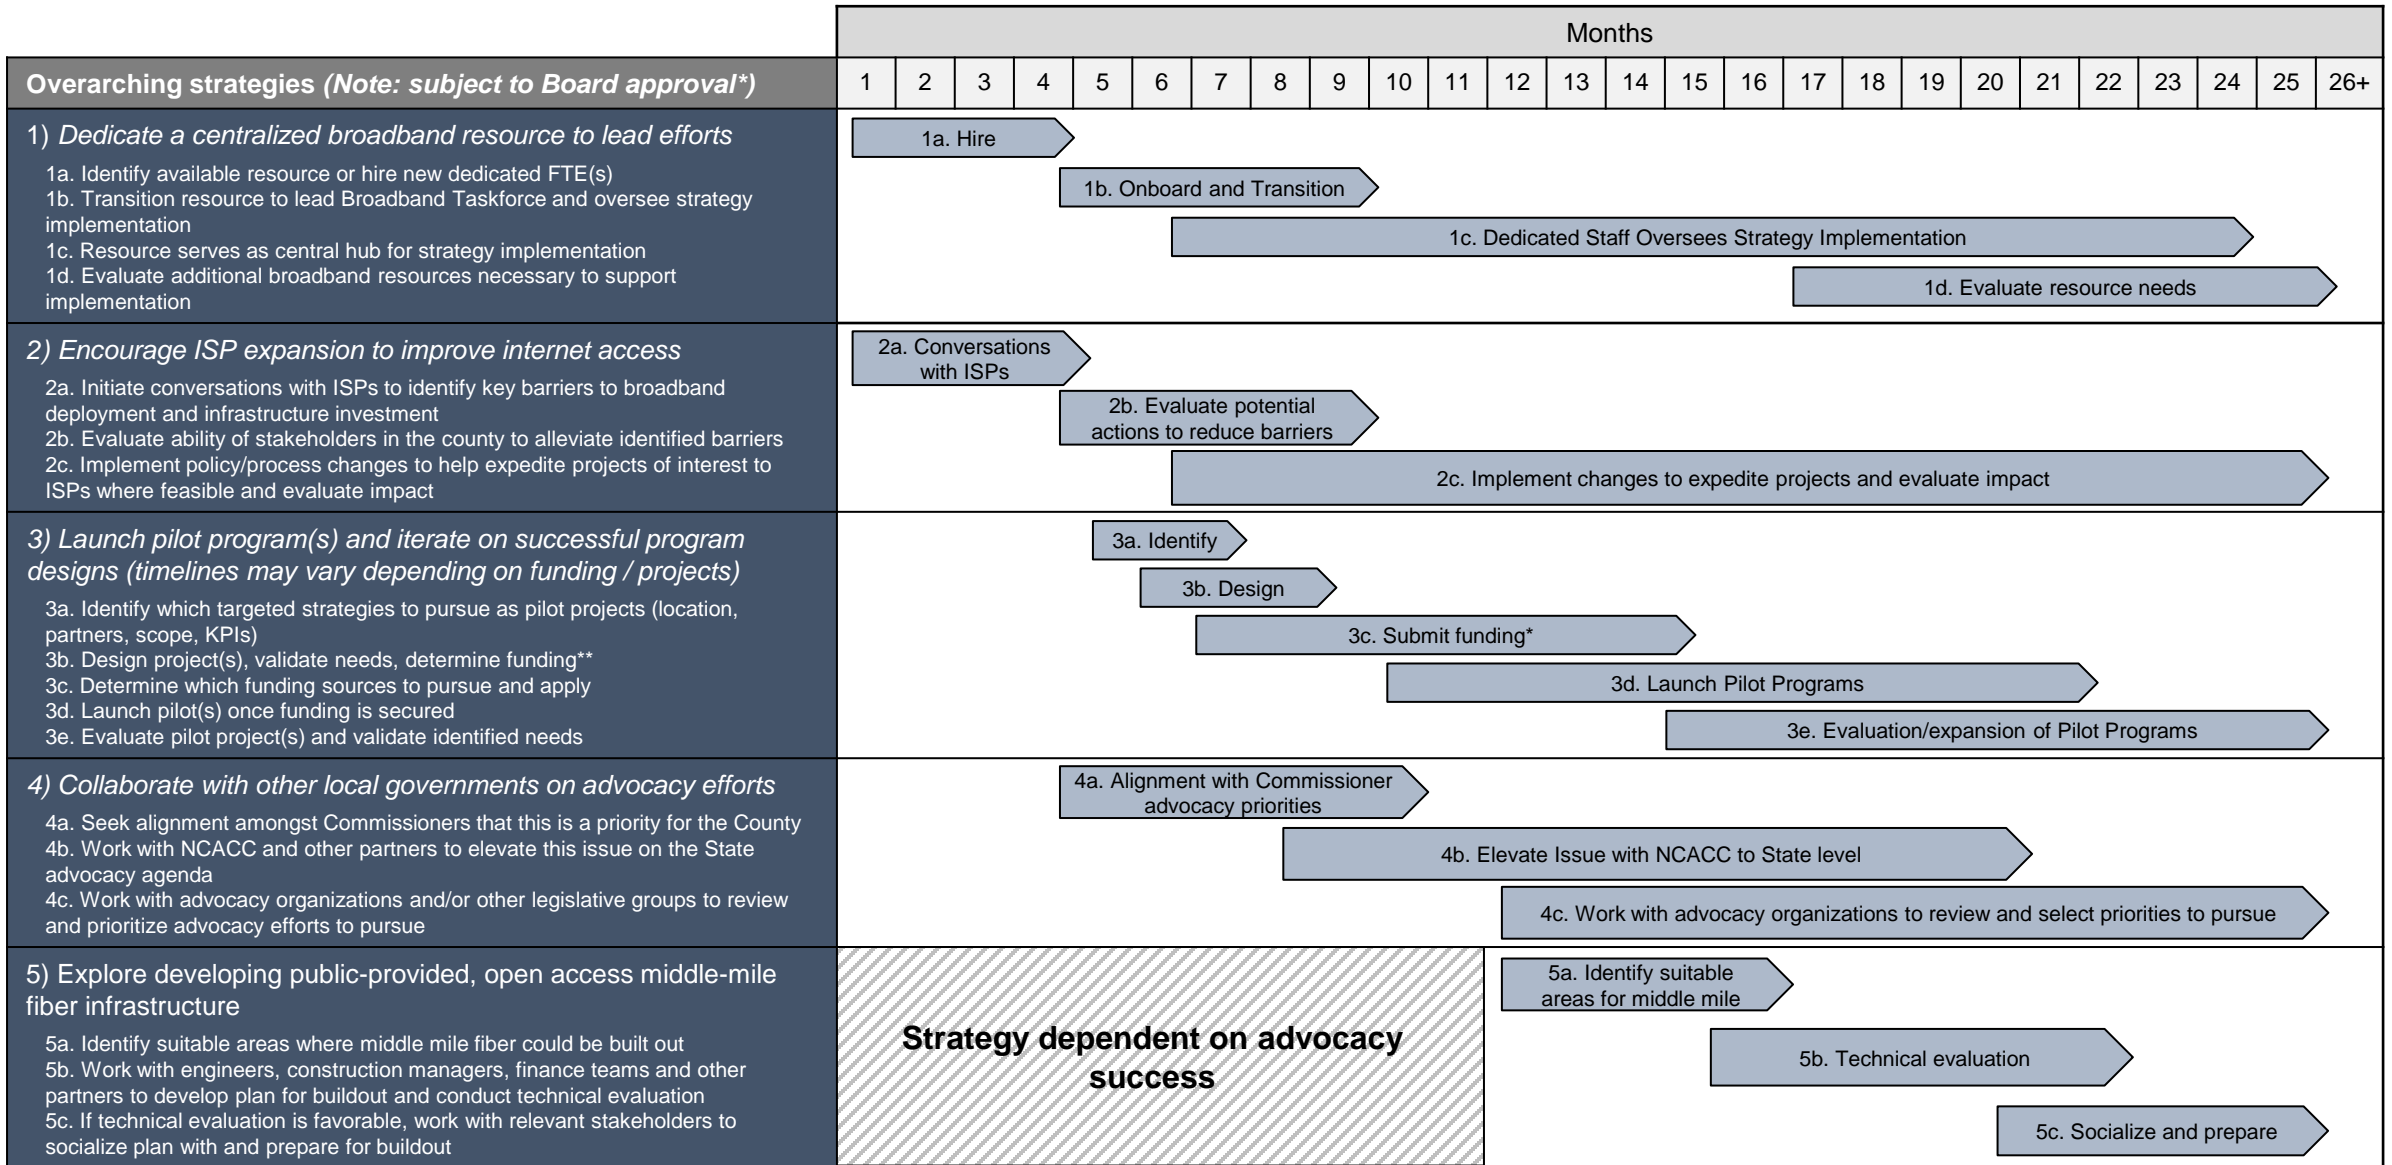 Months
Overarching strategies (Note: subject to Board approval*)
1 2 3 4 5 6 7 8 9 10 11 12 13 14 15 16 17 18 19 20 21 22 23 24 25 26+
1) Dedicate a centralized broadband resource to lead efforts
1a. Identify available resource or hire new dedicated FTE(s)
1b. Transition resource to lead Broadband Taskforce and oversee strategy
implementation
1c. Resource serves as central hub for strategy implementation
1d. Evaluate additional broadband resources necessary to support
implementation
1a. Hire
1b. Onboard and Transition
1c. Dedicated Staff Oversees Strategy Implementation
1d. Evaluate resource needs
2) Encourage ISP expansion to improve internet access
2a. Initiate conversations with ISPs to identify key barriers to broadband
deployment and infrastructure investment
2b. Evaluate ability of stakeholders in the county to alleviate identified barriers
2c. Implement policy/process changes to help expedite projects of interest to
ISPs where feasible and evaluate impact
2a. Conversations
with ISPs
2b. Evaluate potential
actions to reduce barriers
2c. Implement changes to expedite projects and evaluate impact
3) Launch pilot program(s) and iterate on successful program
designs (timelines may vary depending on funding / projects)
3a. Identify which targeted strategies to pursue as pilot projects (location,
partners, scope, KPIs)
3b. Design project(s), validate needs, determine funding**
3c. Determine which funding sources to pursue and apply
3d. Launch pilot(s) once funding is secured
3e. Evaluate pilot project(s) and validate identified needs
3a. Identify
3b. Design
3c. Submit funding*
3d. Launch Pilot Programs
3e. Evaluation/expansion of Pilot Programs
4) Collaborate with other local governments on advocacy efforts
4a. Seek alignment amongst Commissioners that this is a priority for the County
4b. Work with NCACC and other partners to elevate this issue on the State
advocacy agenda
4c. Work with advocacy organizations and/or other legislative groups to review
and prioritize advocacy efforts to pursue
4a. Alignment with Commissioner
advocacy priorities
4b. Elevate Issue with NCACC to State level
4c. Work with advocacy organizations to review and select priorities to pursue
5) Explore developing public-provided, open access middle-mile
fiber infrastructure
5a. Identify suitable areas where middle mile fiber could be built out
5b. Work with engineers, construction managers, finance teams and other
partners to develop plan for buildout and conduct technical evaluation
5c. If technical evaluation is favorable, work with relevant stakeholders to
socialize plan with and prepare for buildout
Strategy dependent on advocacy
success
5a. Identify suitable
areas for middle mile
5b. Technical evaluation
5c. Socialize and prepare